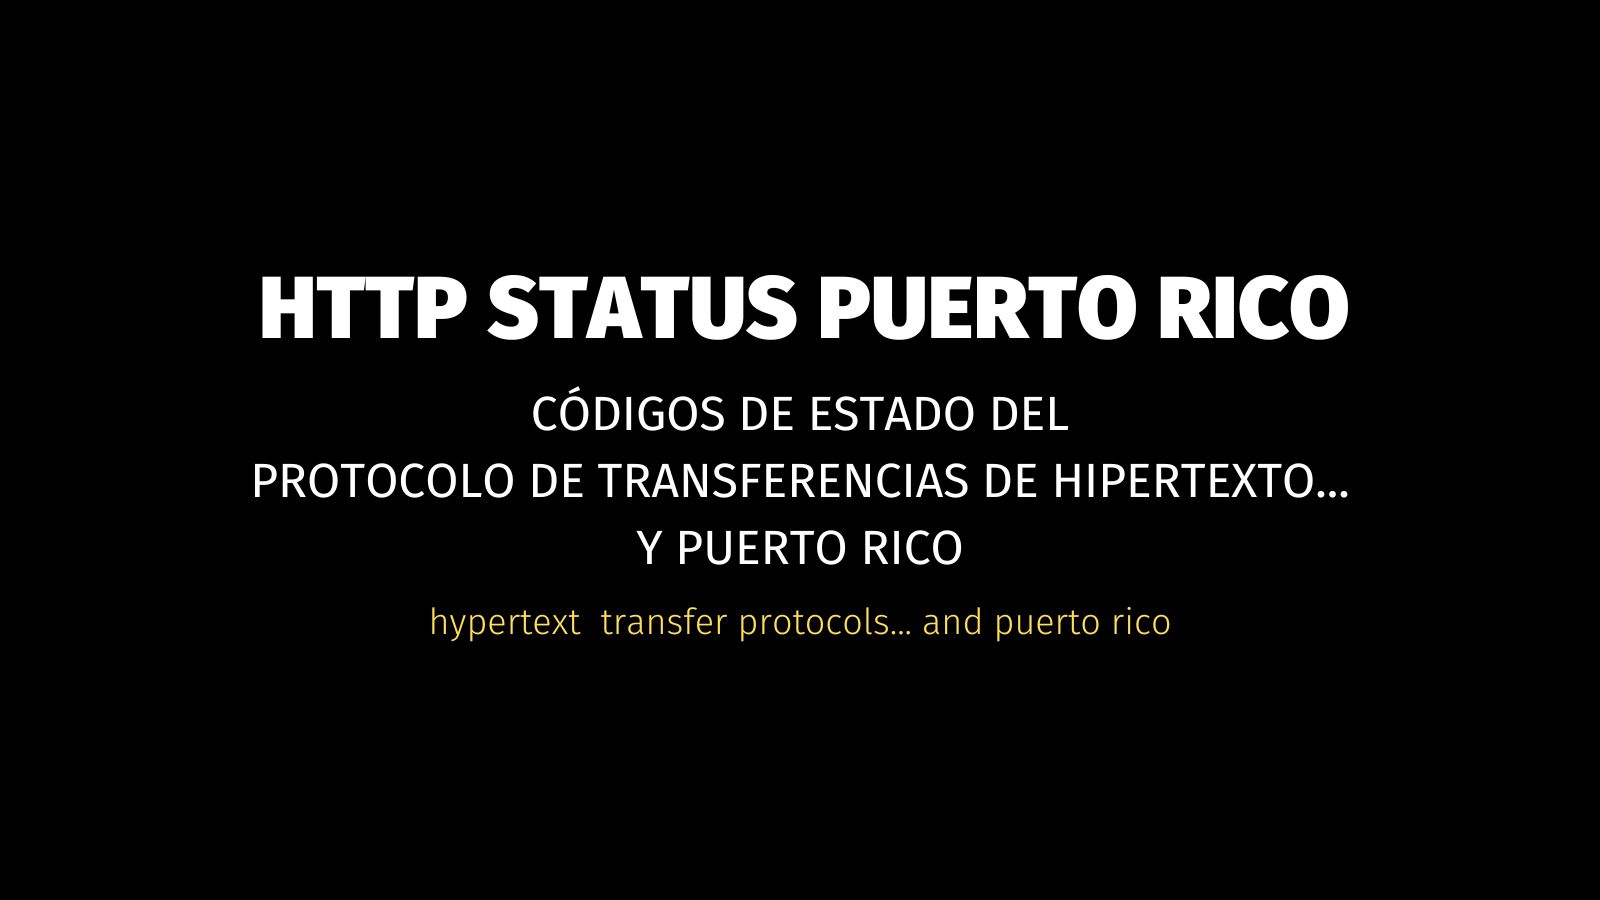 HTTP STATUS PUERTO RICO
CÓDIGOS DE ESTADO DEL
PROTOCOLO DE TRANSFERENCIAS DE HIPERTEXTO...
Y PUERTO RICO
hypertext  transfer protocols... and puerto rico